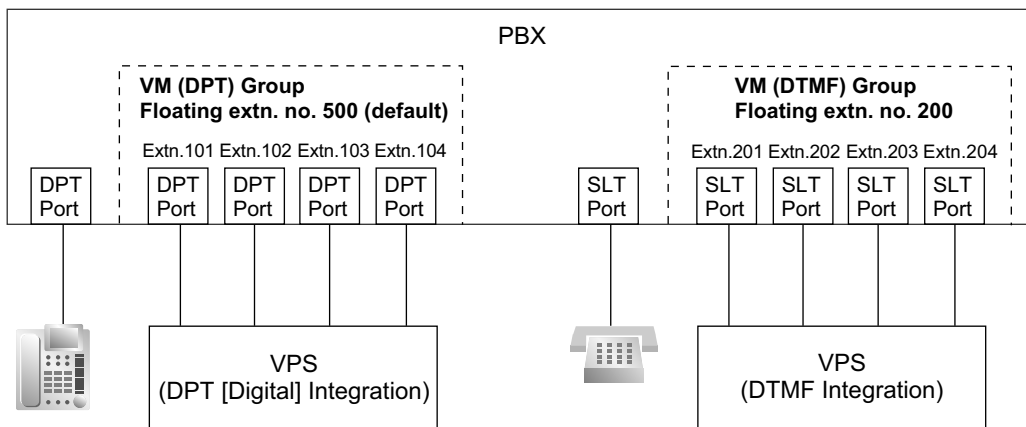 PBX
VM (DPT) Group
Floating extn. no. 500 (default)
Extn.101 Extn.102 Extn.103 Extn.104
VM (DTMF) Group
Floating extn. no. 200
Extn.201 Extn.202 Extn.203 Extn.204
DPT
Port
DPT
Port
DPT
Port
DPT
Port
DPT
Port
SLT
Port
SLT
Port
SLT
Port
SLT
Port
SLT
Port
VPS
(DPT [Digital] Integration)
VPS
(DTMF Integration)